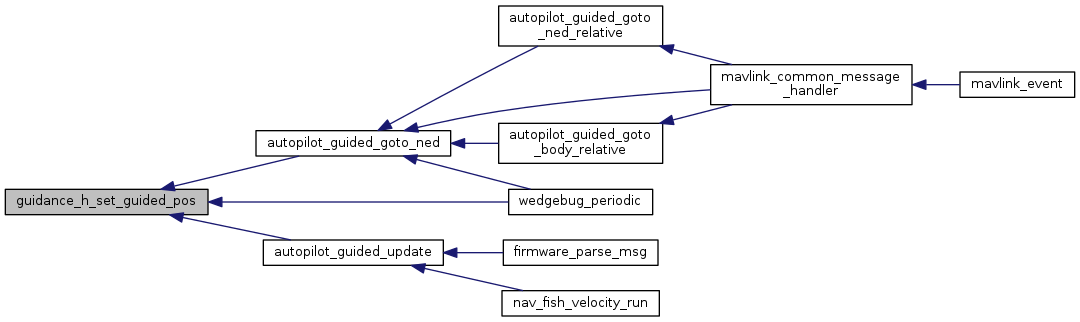 autopilot_guided_goto
_ned_relative
mavlink_common_message
_handler
mavlink_event
autopilot_guided_goto_ned
autopilot_guided_goto
_body_relative
guidance_h_set_guided_pos
wedgebug_periodic
autopilot_guided_update
firmware_parse_msg
nav_fish_velocity_run